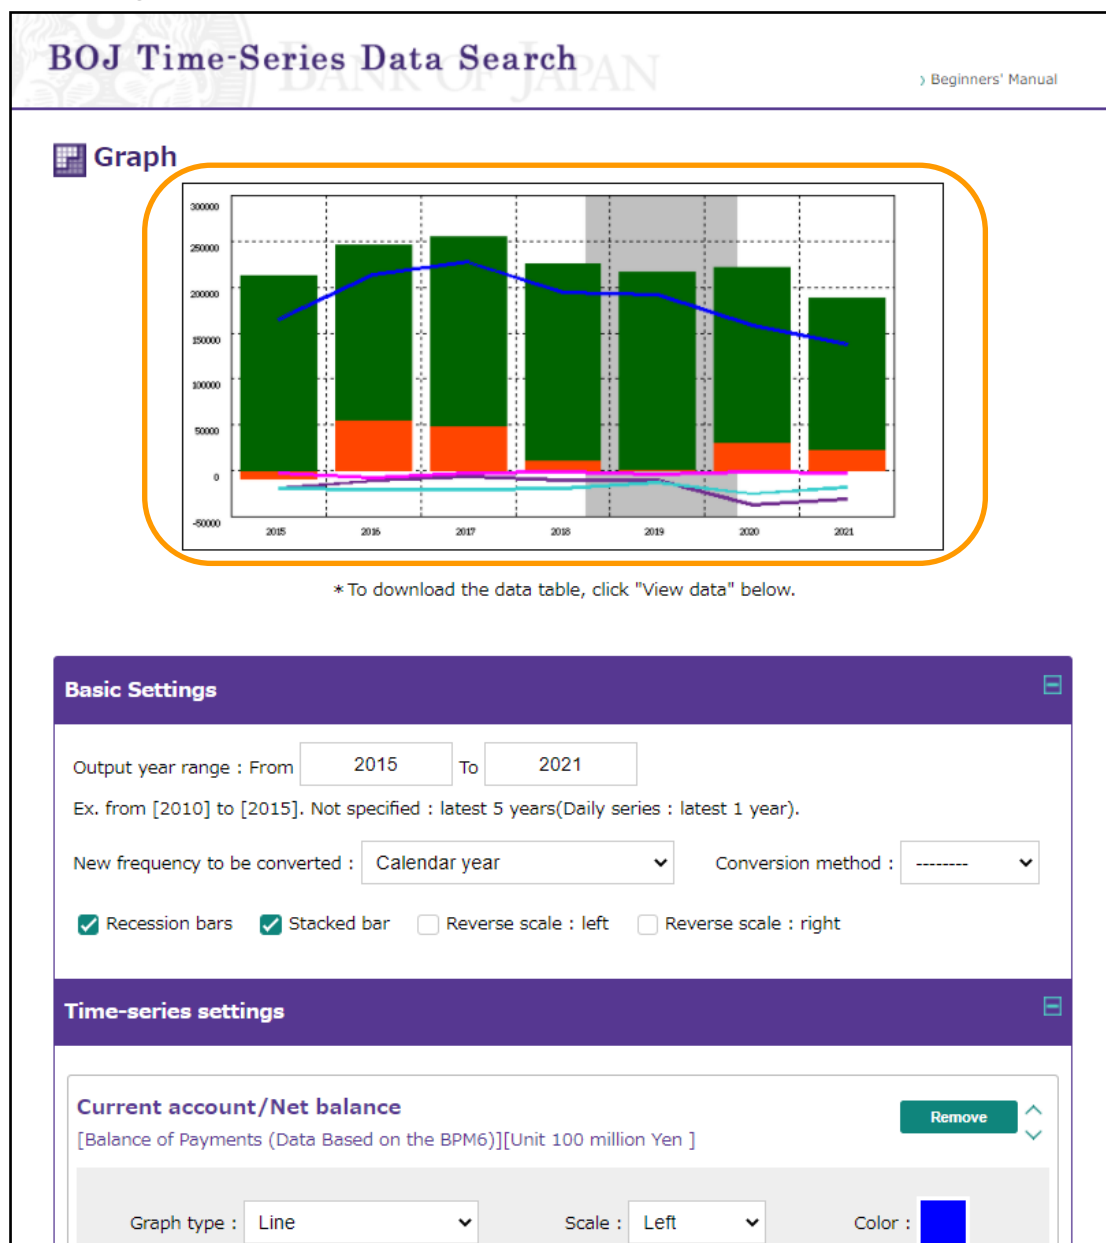 BOJ Time-Series Data Search
BANK OF JAPAN
Beginners' Manual
Graph
300000
250000
200000
150000
100000
50000
0
-50000
2015 2016 2017 2018 2019 2020 2021
* To download the data table, click "View data" below.
Basic Settings
Output year range : From 2015 To 2021
Ex. from [2010] to [2015]. Not specified : latest 5 years(Daily series : latest 1 year).
New frequency to be converted : Calendar year Conversion method : --------
Recession bars Stacked bar Reverse scale : left Reverse scale : right
Time-series settings
Current account/Net balance
Remove
[Balance of Payments (Data Based on the BPM6)][Unit 100 million Yen ]
Graph type : Line Scale : Left Color :